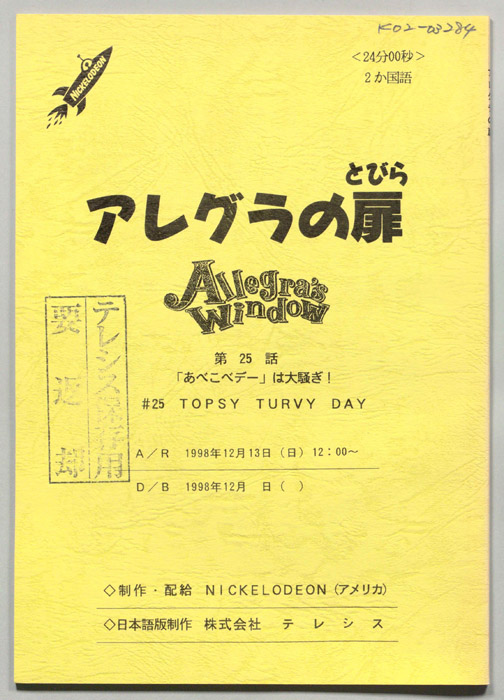 K02-03284
NICKELODEON
<24分00秒>
2か国語
とびら
アレグラの扉
Allegra's
Window
第 25 話
「あべこべデー」は大騒ぎ!
#25 TOPSY TURVY DAY
テレシス保存用
要返却
A/R 1998年12月13日(日) 12:00~
D/B 1998年12月 日( )
◇制作・配給 NICKELODEON (アメリカ)
◇日本語版制作 株式会社 テレシス